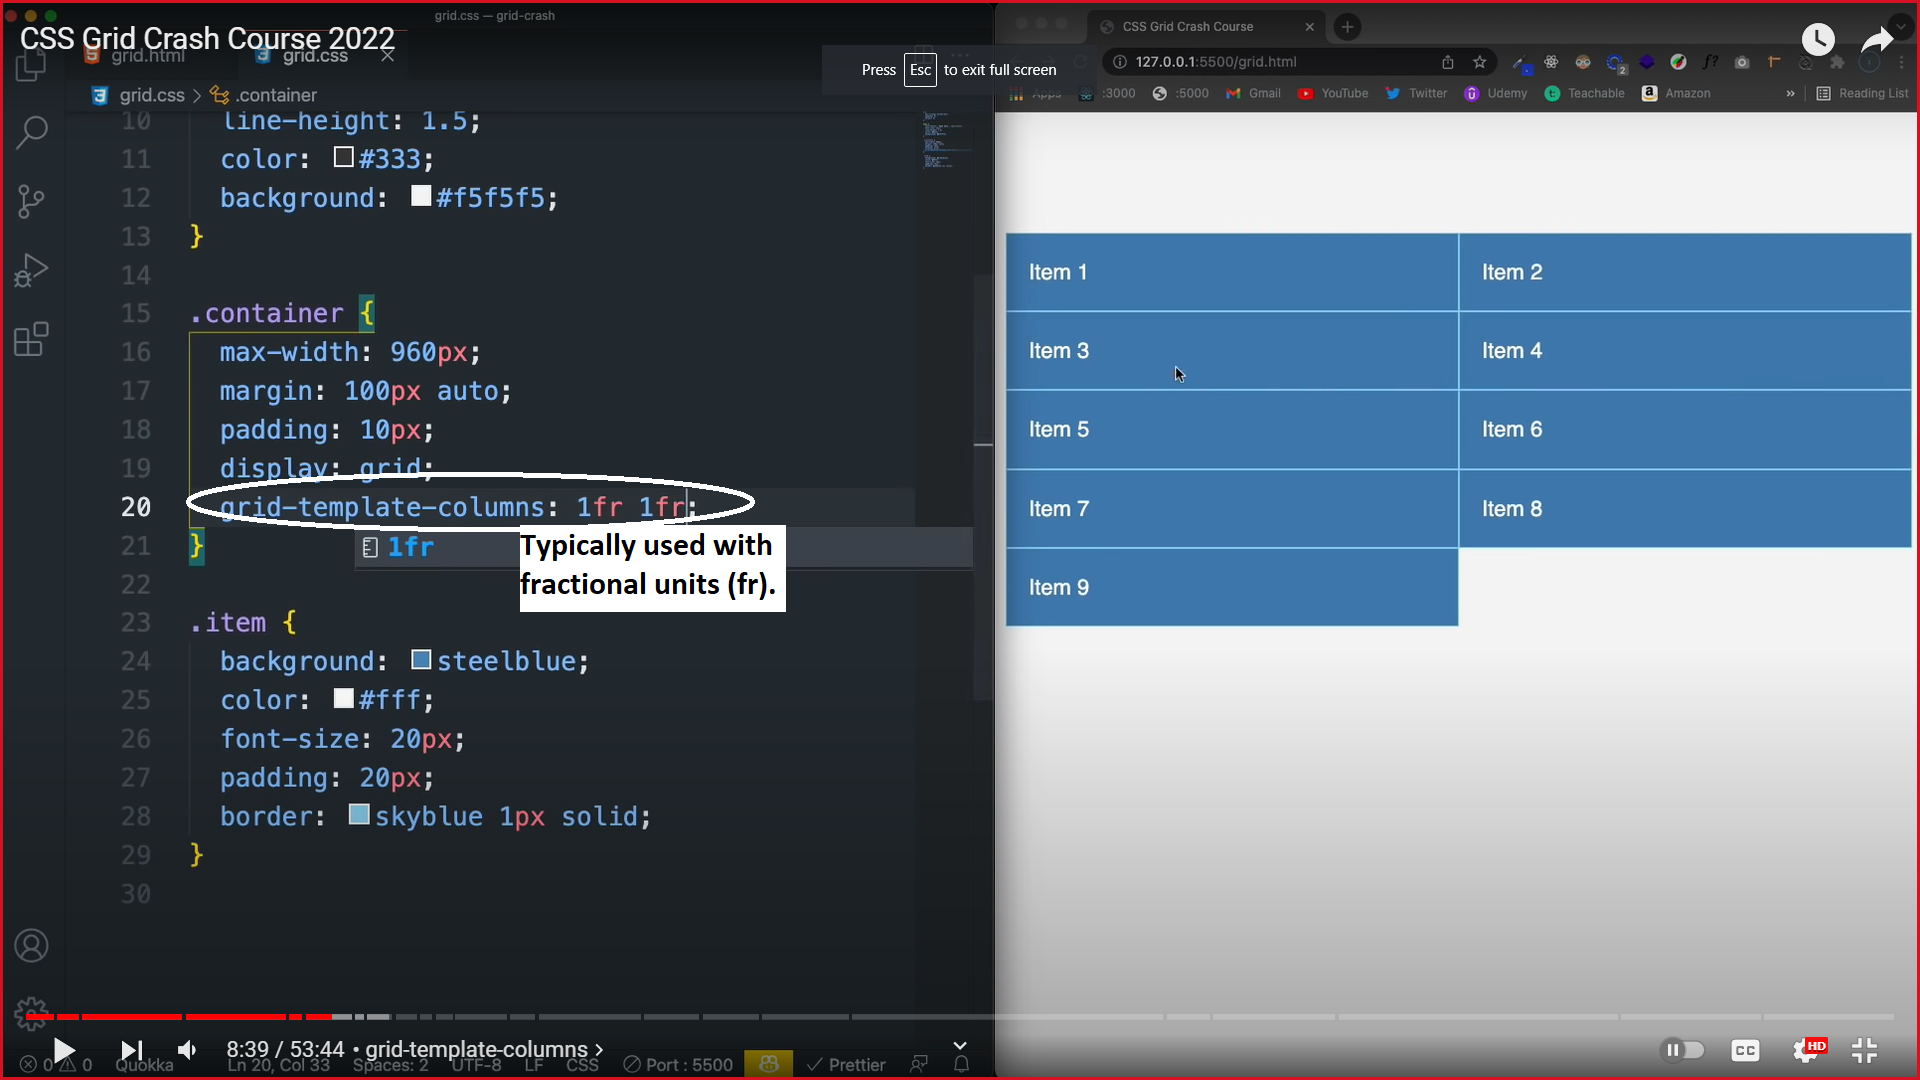 grid.css — grid-crash
CSS Grid Crash Course 2022
grid.html
grid.css
Press Esc to exit full screen
grid.css > .container
10 line-height: 1.5;
11 color: #333;
12 background: #f5f5f5;
13 }
14
15 .container {
16 max-width: 960px;
17 margin: 100px auto;
18 padding: 10px;
19 display: grid;
20 grid-template-columns: 1fr 1fr;
21 }
1fr
Typically used with
fractional units (fr).
22
23 .item {
24 background: steelblue;
25 color: #fff;
26 font-size: 20px;
27 padding: 20px;
28 border: skyblue 1px solid;
29 }
30
8:39 / 53:44 • grid-template-columns >
0 0 Quokka Ln 20, Col 33 Spaces: 2 UTF-8 LF CSS Port : 5500 Prettier
CSS Grid Crash Course
127.0.0.1:5500/grid.html
f?
2
Apps :3000 :5000 Gmail YouTube Twitter Udemy Teachable Amazon » Reading List
Item 1
Item 2
Item 3
Item 4
Item 5
Item 6
Item 7
Item 8
Item 9
CC
HD